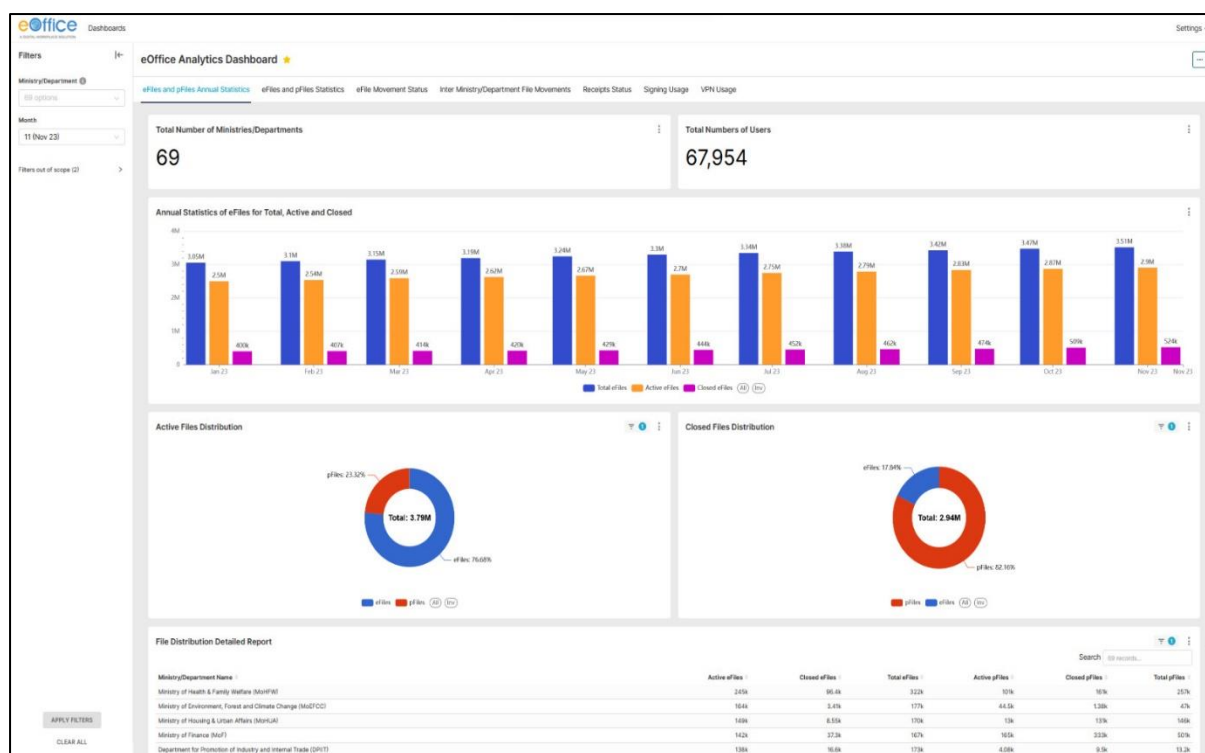 eOffice Dashboards Settings
A DIGITAL WORKPLACE SOLUTION
Filters
Ministry/Department
69 options
Month
11 (Nov 23)
Filters out of scope (2)
APPLY FILTERS
CLEAR ALL
eOffice Analytics Dashboard
eFiles and pFiles Annual Statistics eFiles and pFiles Statistics eFile Movement Status Inter Ministry/Department File Movements Receipts Status Signing Usage VPN Usage
Total Number of Ministries/Departments
69
Total Numbers of Users
67,954
Annual Statistics of eFiles for Total, Active and Closed
4M
3M
2M
1M
0
3.05M 2.5M 400k
3.1M 2.54M 407k
3.15M 2.59M 414k
3.19M 2.62M 420k
3.24M 2.67M 429k
3.3M 2.7M 444k
3.34M 2.75M 452k
3.38M 2.79M 462k
3.42M 2.83M 474k
3.47M 2.87M 509k
3.51M 2.9M 524k
Jan 23 Feb 23 Mar 23 Apr 23 May 23 Jun 23 Jul 23 Aug 23 Sep 23 Oct 23 Nov 23 Nov 23
Total eFiles Active eFiles Closed eFiles All Inv
Active Files Distribution
1
pFiles: 23.32%
Total: 3.79M
eFiles: 76.68%
eFiles pFiles All Inv
Closed Files Distribution
1
eFiles: 17.84%
Total: 2.94M
pFiles: 82.16%
pFiles eFiles All Inv
File Distribution Detailed Report
1
Search 69 records...
Ministry/Department Name Active eFiles Closed eFiles Total eFiles Active pFiles Closed pFiles Total pFiles
Ministry of Health & Family Welfare (MoHFW) 245k 322k 101k 257k
Ministry of Environment, Forest and Climate Change (MoEFCC) 164k 3.41k 177k 44.5k 1.38k 47k
Ministry of Housing & Urban Affairs (MoHUA) 149k 8.55k 170k 13k 131k 146k
Ministry of Finance (MoF) 142k 37.3k 167k 165k 333k 501k
Department for Promotion of Industry and Internal Trade (DPIIT) 138k 16.6k 173k 4.08k 9.5k 13.2k